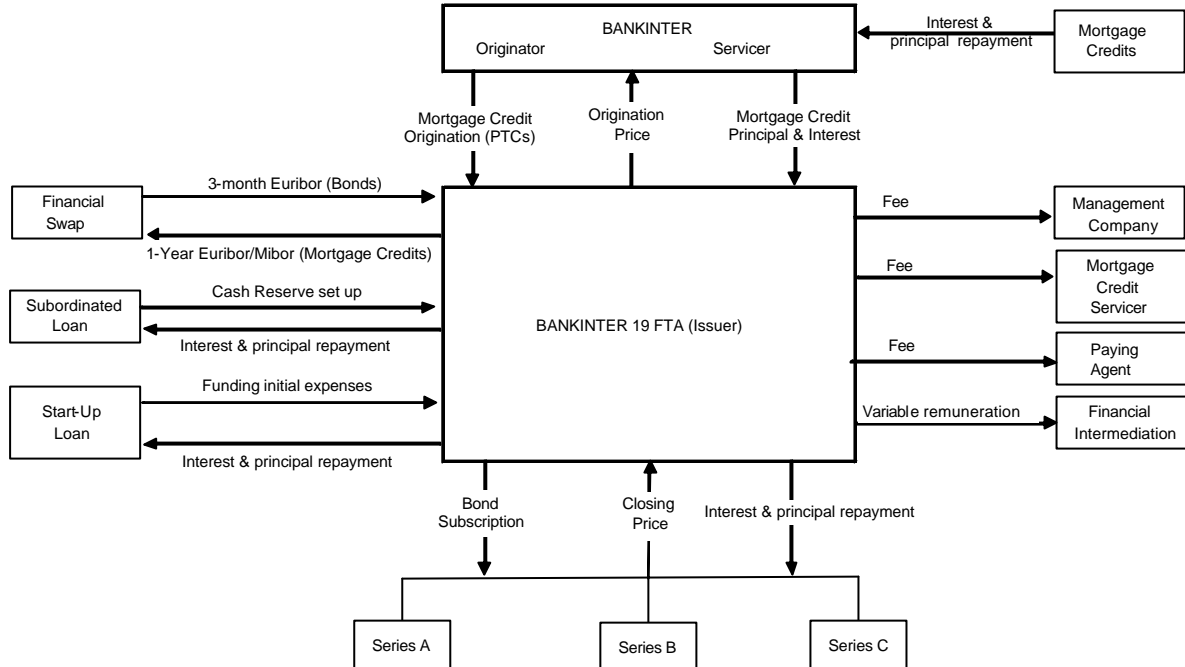 BANKINTER
Originator
Servicer
Interest &
principal repayment
Mortgage
Credits
Mortgage Credit
Origination (PTCs)
Origination
Price
Mortgage Credit
Principal & Interest
Financial
Swap
3-month Euribor (Bonds)
1-Year Euribor/Mibor (Mortgage Credits)
Subordinated
Loan
Cash Reserve set up
Interest & principal repayment
Start-Up
Loan
Funding initial expenses
Interest & principal repayment
BANKINTER 19 FTA (Issuer)
Fee
Management
Company
Fee
Mortgage
Credit
Servicer
Fee
Paying
Agent
Variable remuneration
Financial
Intermediation
Bond
Subscription
Closing
Price
Interest & principal repayment
Series A
Series B
Series C